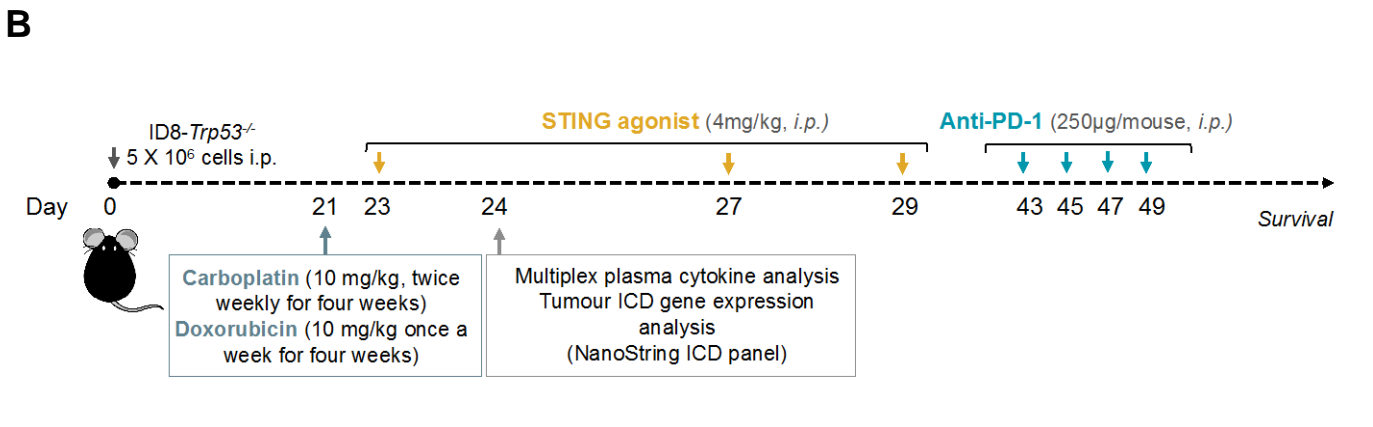 B
STING agonist (4mg/kg, i.p.)
Anti-PD-1 (250µg/mouse, i.p.)
ID8-Trp53-/-
5 X 10⁶ cells i.p.
Day 0 21 23 24 27 29 43 45 47 49
Survival
Carboplatin (10 mg/kg, twice
weekly for four weeks)
Doxorubicin (10 mg/kg once a
week for four weeks)
Multiplex plasma cytokine analysis
Tumour ICD gene expression
analysis
(NanoString ICD panel)